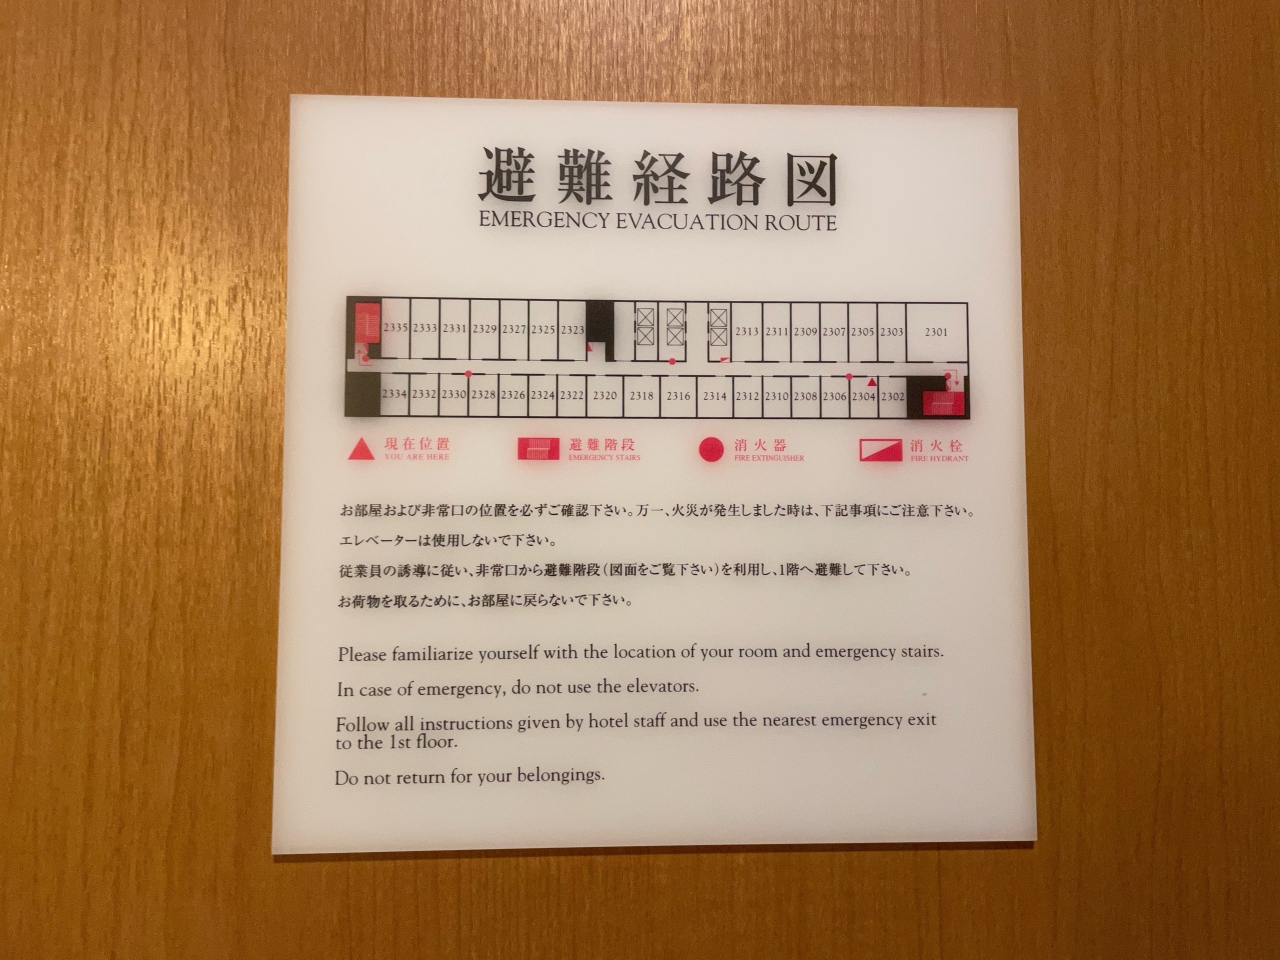 避難経路図
EMERGENCY EVACUATION ROUTE
2335 2333 2331 2329 2327 2325 2323 2313 2311 2309 2307 2305 2303 2301
2334 2332 2330 2328 2326 2324 2322 2320 2318 2316 2314 2312 2310 2308 2306 2304 2302
現在位置 避難階段 消火器 消火栓
YOU ARE HERE EMERGENCY STAIRS FIRE EXTINGUISHER FIRE HYDRANT
お部屋および非常口の位置を必ずご確認下さい。万一、火災が発生しました時は、下記事項にご注意下さい。
エレベーターは使用しないで下さい。
従業員の誘導に従い、非常口から避難階段(図面をご覧下さい)を利用し、1階へ避難して下さい。
お荷物を取るために、お部屋に戻らないで下さい。
Please familiarize yourself with the location of your room and emergency stairs.
In case of emergency, do not use the elevators.
Follow all instructions given by hotel staff and use the nearest emergency exit
to the 1st floor.
Do not return for your belongings.